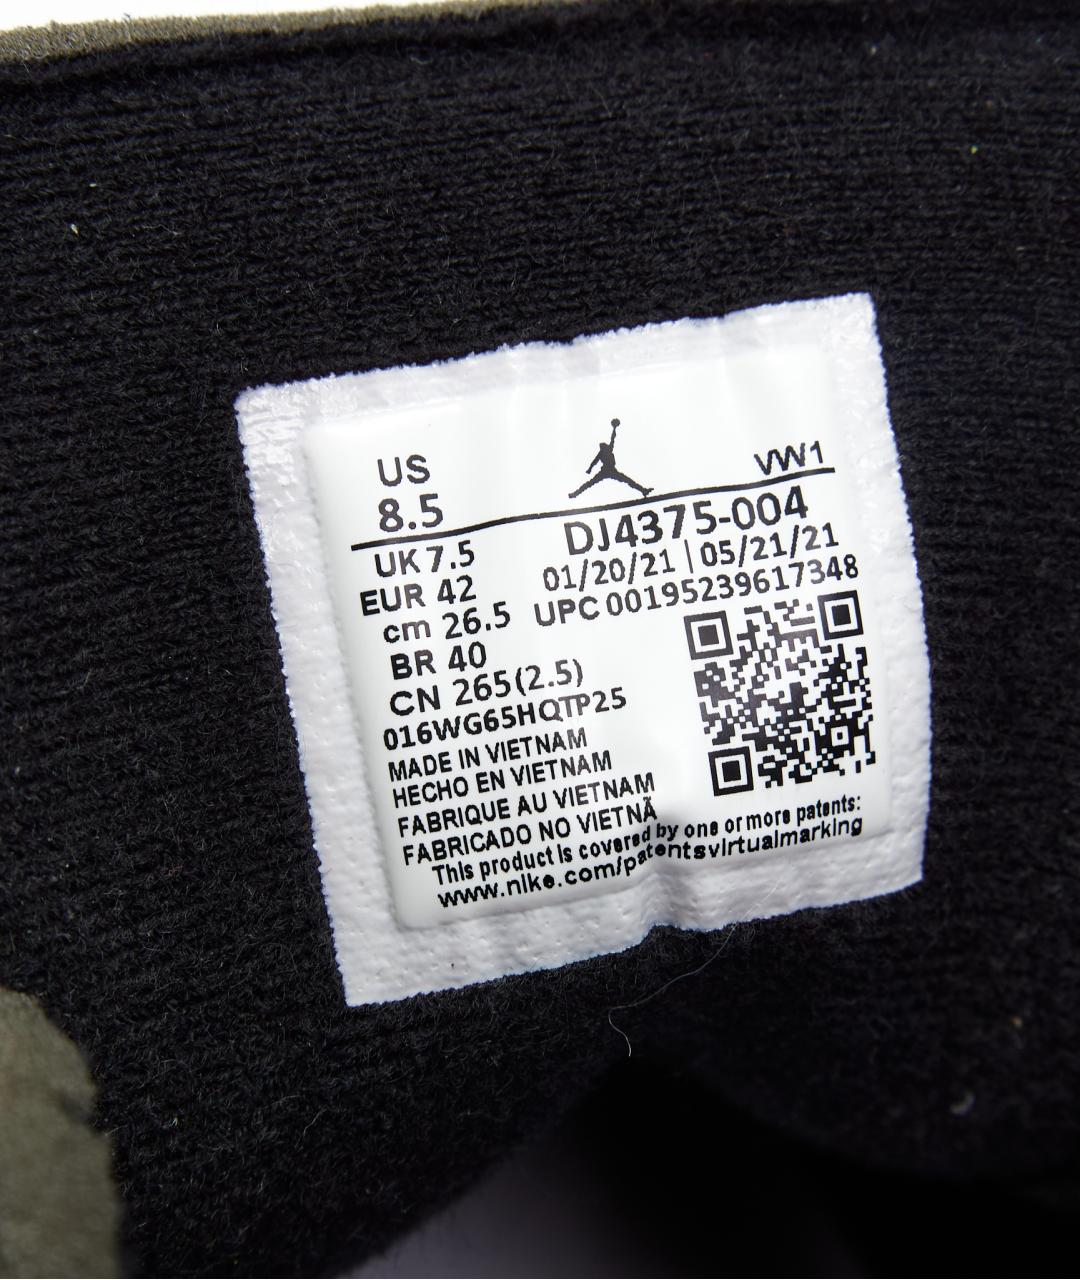 US
8.5
VW1
UK 7.5
EUR 42
cm 26.5
BR 40
CN 265(2.5)
DJ4375-004
01/20/21 | 05/21/21
UPC 00195239617348
016WG65HQTP25
MADE IN VIETNAM
HECHO EN VIETNAM
FABRIQUE AU VIETNAM
FABRICADO NO VIETNÃ
This product is covered by one or more patents:
www.nike.com/patentsvirtualmarking